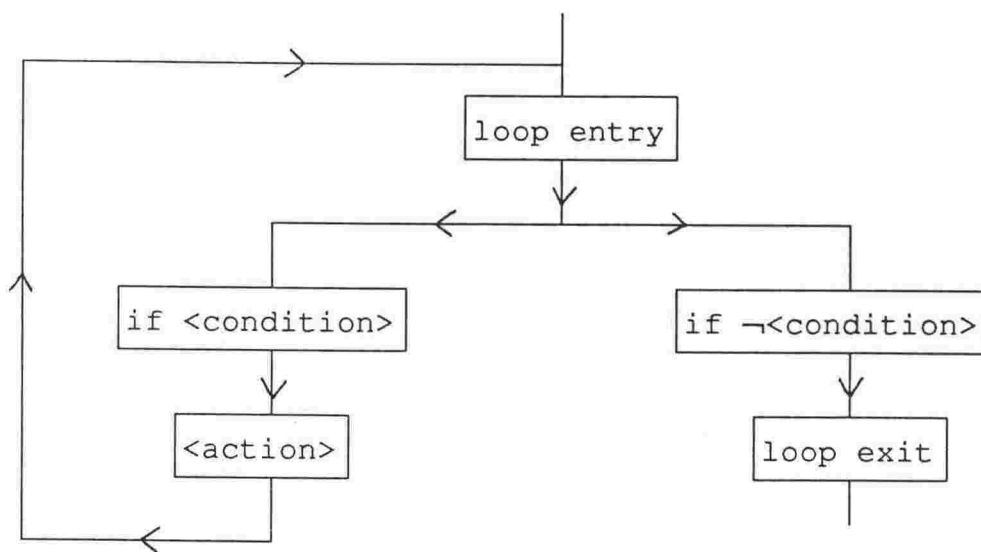 loop entry
if <condition>
if ¬<condition>
<action>
loop exit